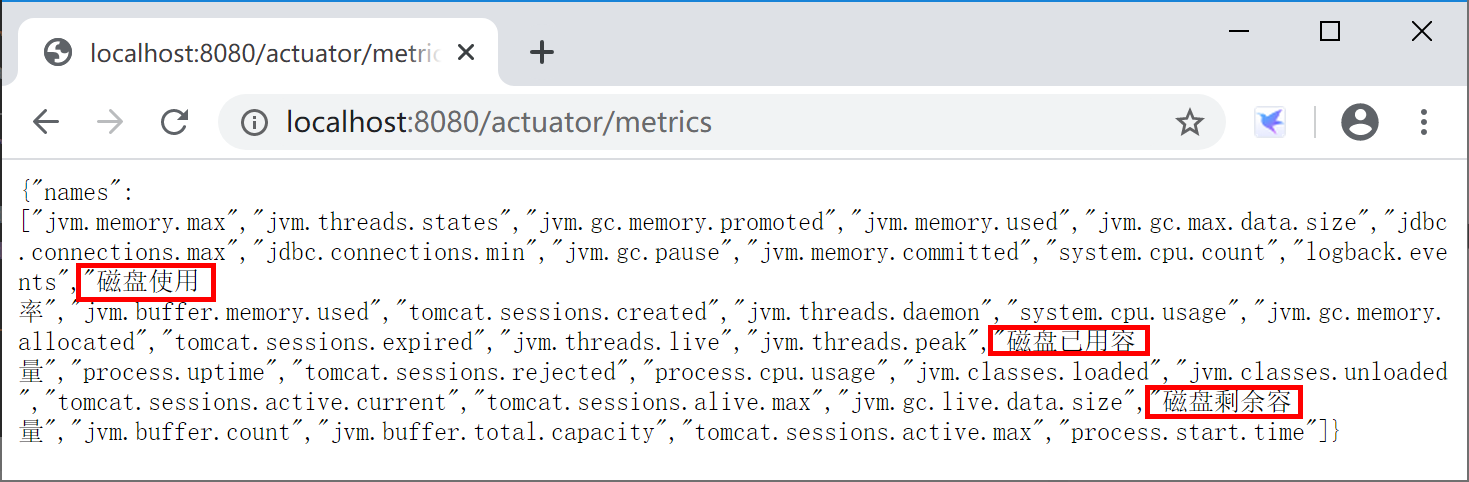 localhost:8080/actuator/metric
localhost:8080/actuator/metrics
{"names":
["jvm.memory.max","jvm.threads.states","jvm.gc.memory.promoted","jvm.memory.used","jvm.gc.max.data.size","jdbc
.connections.max","jdbc.connections.min","jvm.gc.pause","jvm.memory.committed","system.cpu.count","logback.eve
nts","磁盘使用
率","jvm.buffer.memory.used","tomcat.sessions.created","jvm.threads.daemon","system.cpu.usage","jvm.gc.memory.
allocated","tomcat.sessions.expired","jvm.threads.live","jvm.threads.peak","磁盘已用容
量","process.uptime","tomcat.sessions.rejected","process.cpu.usage","jvm.classes.loaded","jvm.classes.unloaded
","tomcat.sessions.active.current","tomcat.sessions.alive.max","jvm.gc.live.data.size","磁盘剩余容
量","jvm.buffer.count","jvm.buffer.total.capacity","tomcat.sessions.active.max","process.start.time"]}